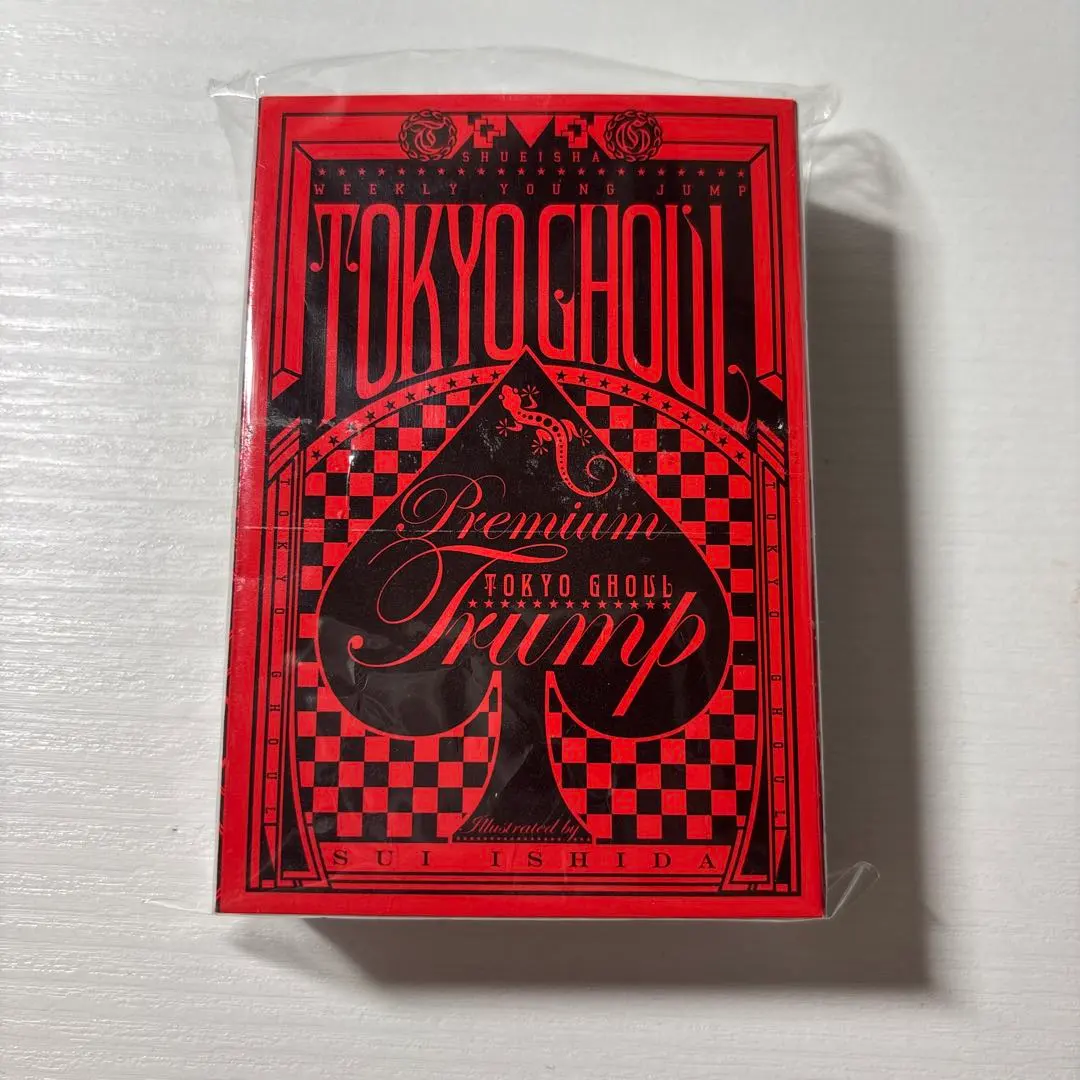 T G
SHUEISHA
WEEKLY YOUNG JUMP
TOKYO GHOUL
Premium
TOKYO GHOUL
Trump
TOKYO GHOUL
TOKYO GHOUL
Illustrated by
SUI ISHIDA